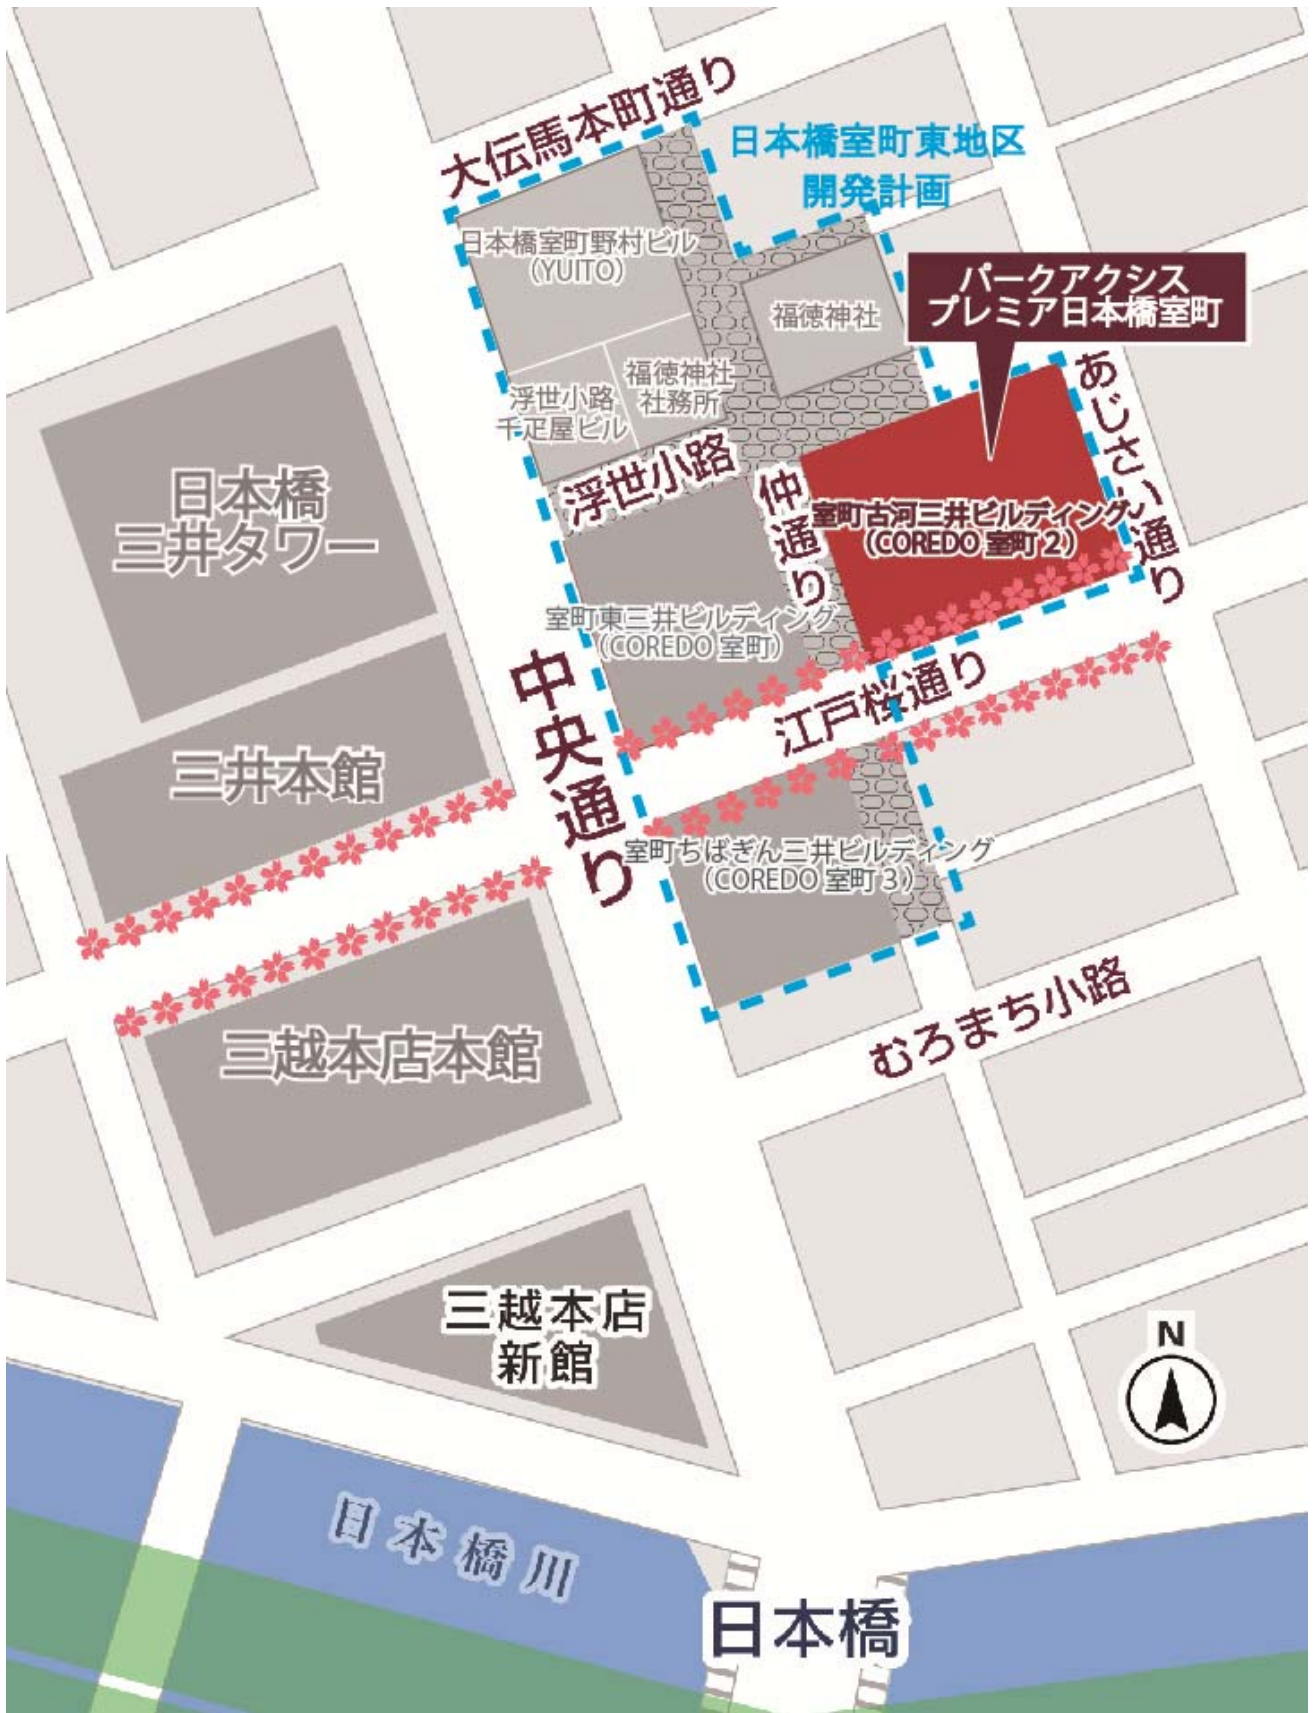 大伝馬本町通り
日本橋室町東地区
開発計画
日本橋室町野村ビル
(YUITO)
パークアクシス
プレミア日本橋室町
福徳神社
福徳神社
社務所
浮世小路
千疋屋ビル
あじさい通り
浮世小路
仲通り
日本橋
三井タワー
室町古河三井ビルディング
(COREDO 室町 2)
室町東三井ビルディング
(COREDO 室町)
中央通り
江戸桜通り
三井本館
室町ちばぎん三井ビルディング
(COREDO 室町 3)
むろまち小路
三越本店本館
三越本店
新館
N
日本橋川
日本橋